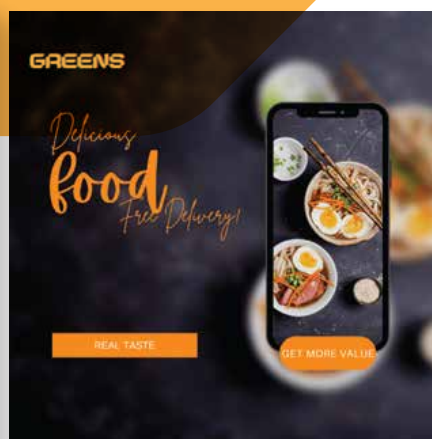 GREENS
Delicious
food
Free Delivery!
REAL TASTE
GET MORE VALUE